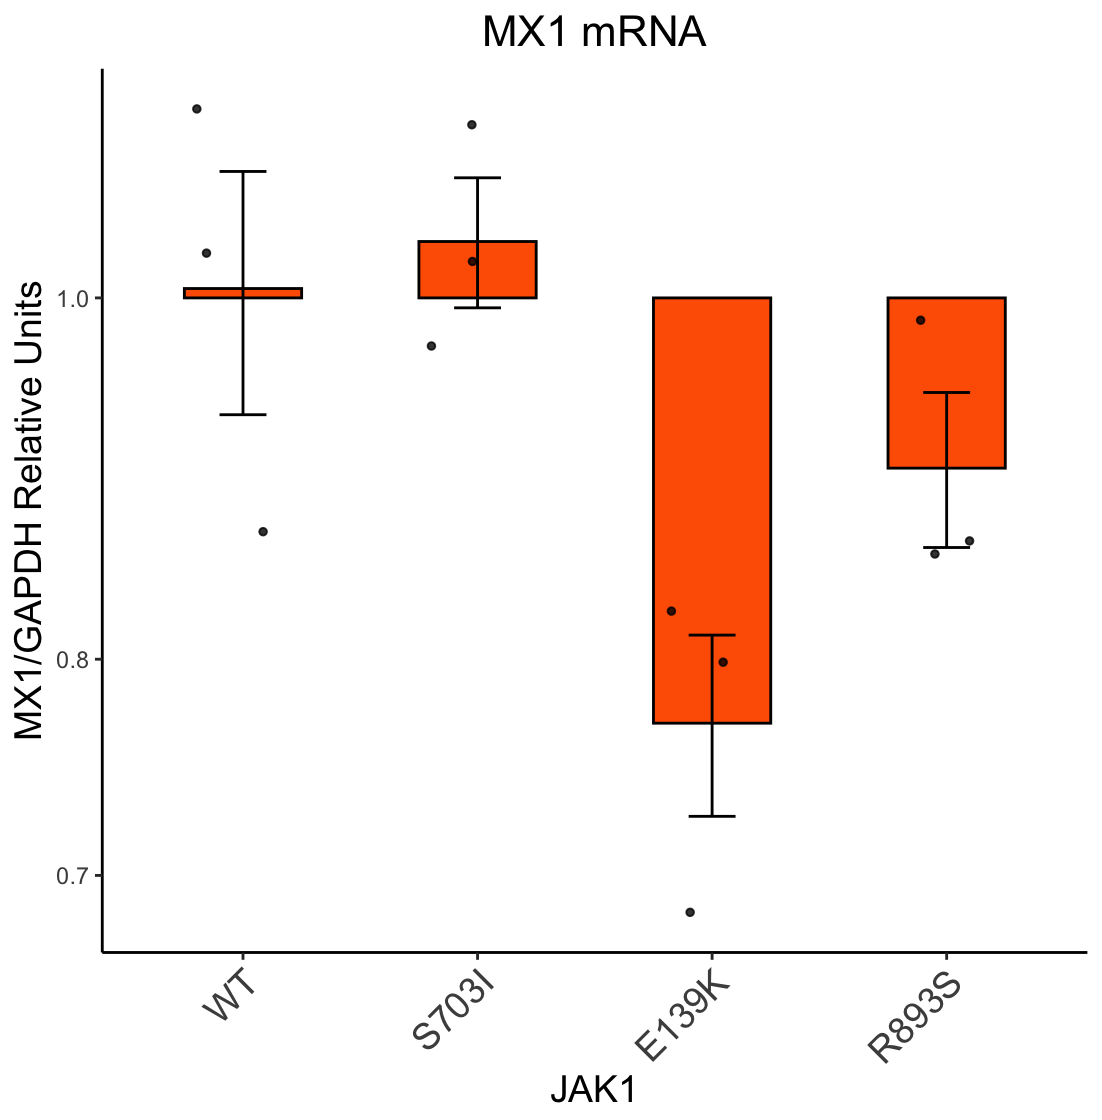 MX1 mRNA
MX1/GAPDH Relative Units
1.0
0.8
0.7
WT
S703I
E139K
R893S
JAK1